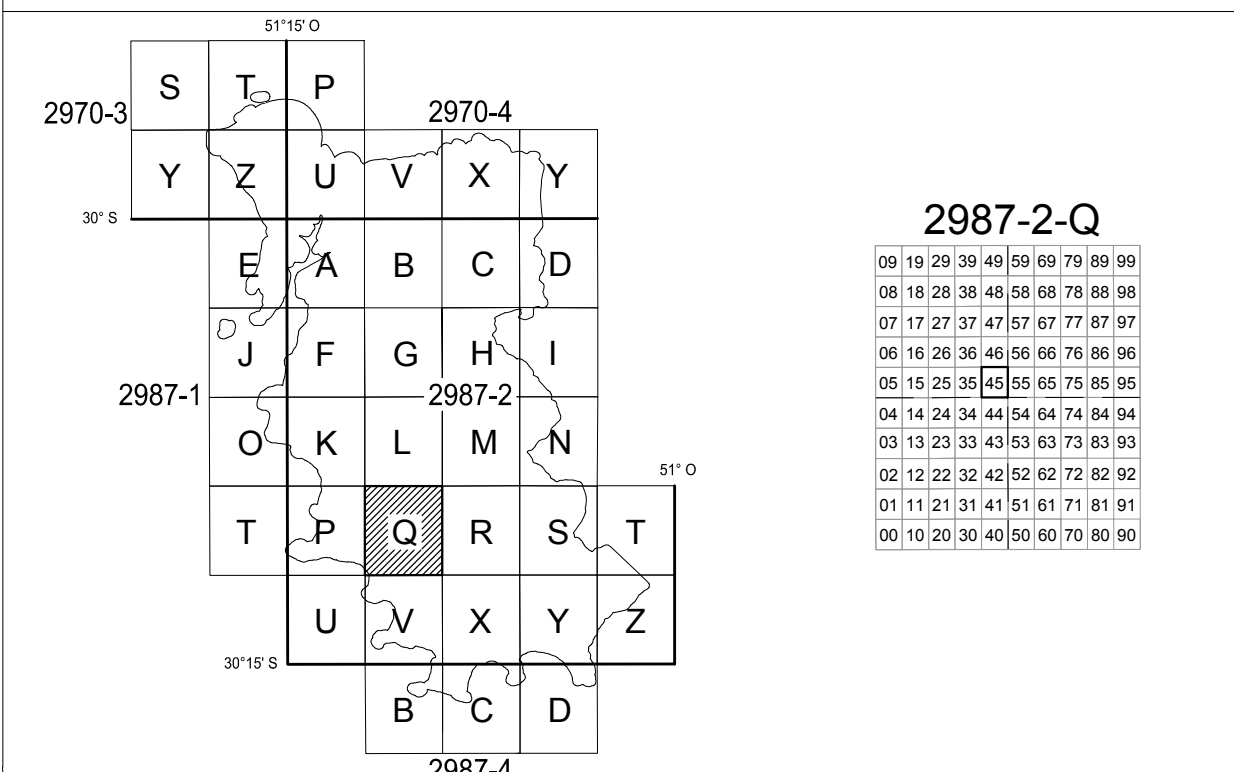 51°15' O
S T P
2970-3 2970-4
Y Z U V X Y
30° S
E A B C D
J F G H I
2987-1 2987-2
O K L M N
51° O
T P Q R S T
U V X Y Z
30°15' S
B C D
2987-4
2987-2-Q
09 19 29 39 49 59 69 79 89 99
08 18 28 38 48 58 68 78 88 98
07 17 27 37 47 57 67 77 87 97
06 16 26 36 46 56 66 76 86 96
05 15 25 35 45 55 65 75 85 95
04 14 24 34 44 54 64 74 84 94
03 13 23 33 43 53 63 73 83 93
02 12 22 32 42 52 62 72 82 92
01 11 21 31 41 51 61 71 81 91
00 10 20 30 40 50 60 70 80 90